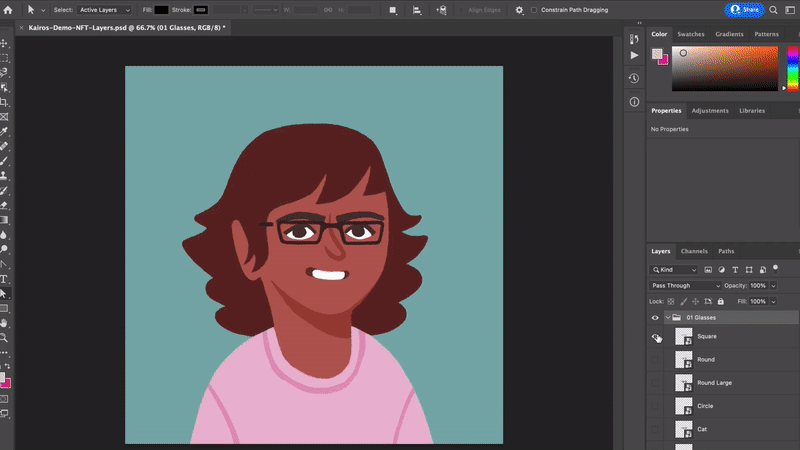 Select: Active Layers Fill: Stroke: W: H: Align Edges Constrain Path Dragging Share
× Kairos-Demo-NFT-Layers.psd @ 66.7% (01 Glasses, RGB/8) *
Color Swatches Gradients Patterns
Properties Adjustments Libraries
No Properties
Layers Channels Paths
Kind
Pass Through Opacity: 100%
Lock: Fill: 100%
01 Glasses
Square
Round
Round Large
Circle
Cat